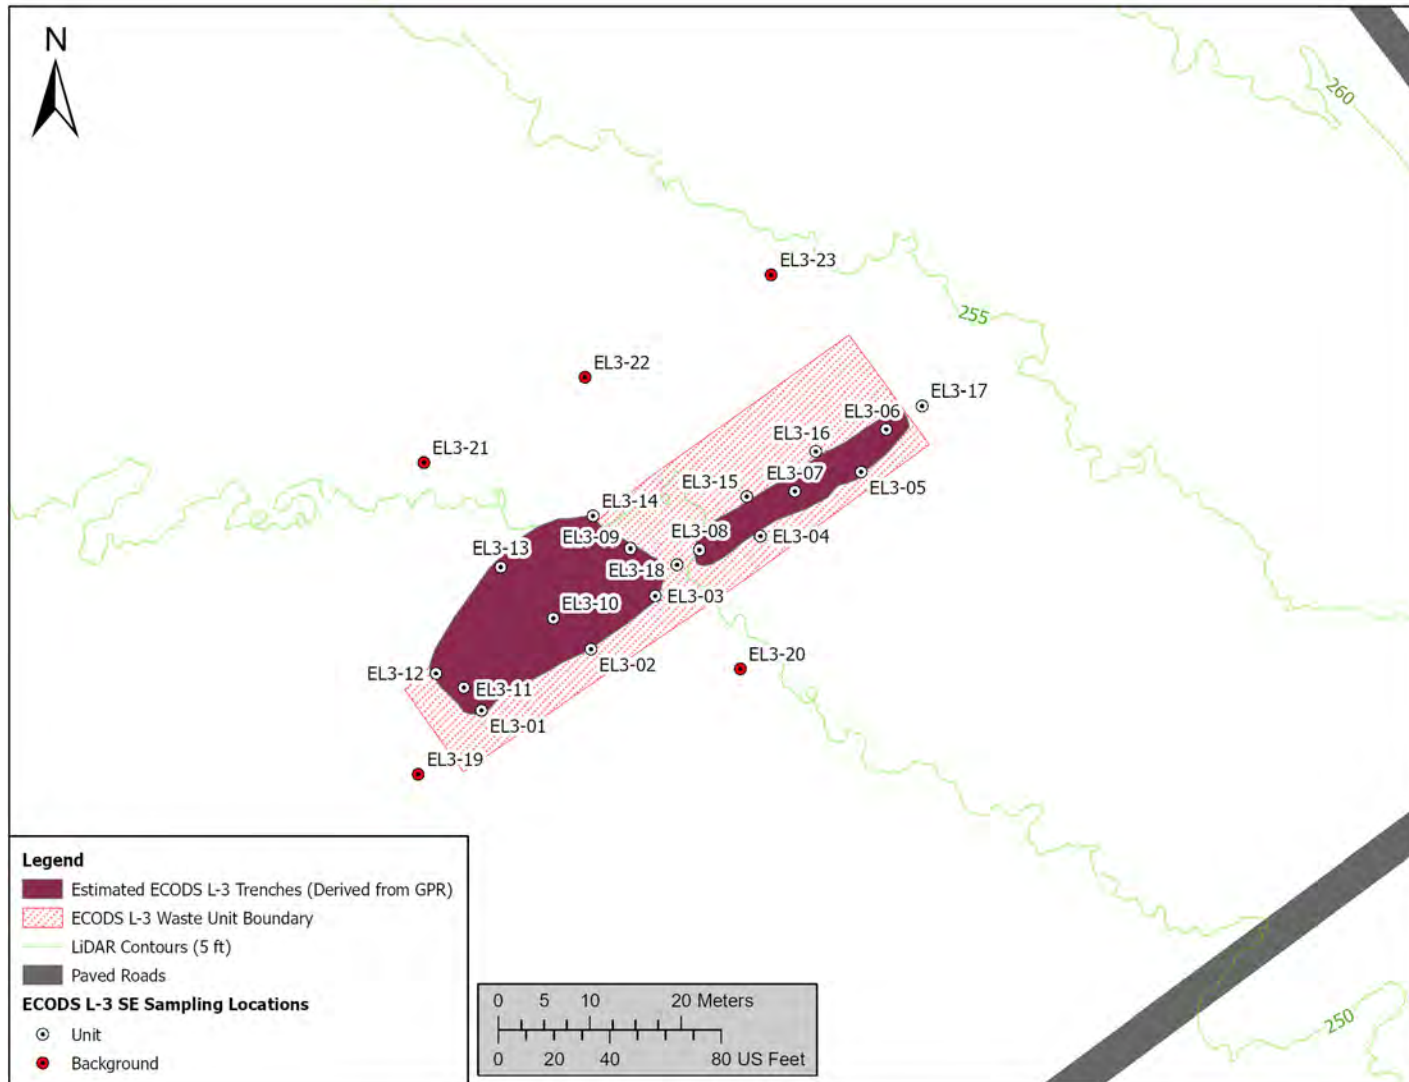 N
260
EL3-23
255
EL3-22
EL3-17
EL3-06
EL3-16
EL3-21
EL3-07
EL3-15
EL3-05
EL3-14
EL3-08
EL3-09
EL3-04
EL3-13
EL3-18
EL3-03
EL3-10
EL3-02
EL3-20
EL3-12
EL3-11
EL3-01
EL3-19
Legend
Estimated ECODS L-3 Trenches (Derived from GPR)
ECODS L-3 Waste Unit Boundary
LiDAR Contours (5 ft)
Paved Roads
ECODS L-3 SE Sampling Locations
Unit
Background
0 5 10 20 Meters
0 20 40 80 US Feet
250